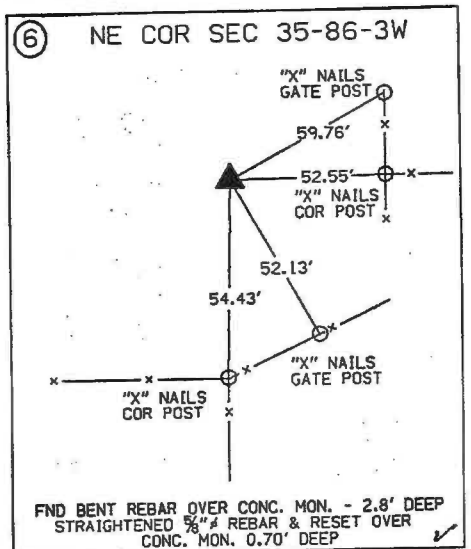 6 NE COR SEC 35-86-3W
"X" NAILS
GATE POST
59.76'
52.55'
"X" NAILS
COR POST
52.13'
54.43'
"X" NAILS
GATE POST
"X" NAILS
COR POST
FND BENT REBAR OVER CONC. MON. - 2.8' DEEP
STRAIGHTENED ⅝"ø REBAR & RESET OVER
CONC. MON. 0.70' DEEP